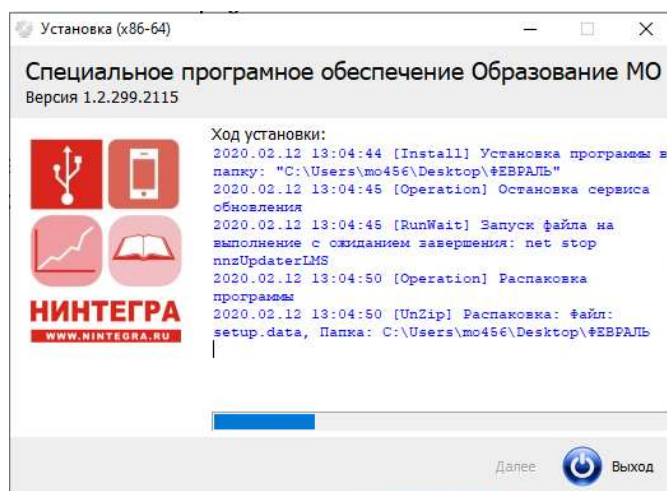 Установка (x86-64)
Специальное програмное обеспечение Образование МО
Версия 1.2.299.2115
Ход установки:
2020.02.12 13:04:44 [Install] Установка программы в
папку: "C:\Users\mo456\Desktop\ФЕВРАЛЬ"
2020.02.12 13:04:45 [Operation] Остановка сервиса
обновления
2020.02.12 13:04:45 [RunWait] Запуск файла на
выполнение с ожиданием завершения: net stop
nnzUpdaterLMS
2020.02.12 13:04:50 [Operation] Распаковка
программы
2020.02.12 13:04:50 [UnZip] Распаковка: Файл:
setup.data, Папка: C:\Users\mo456\Desktop\ФЕВРАЛЬ
НИНТЕГРА
WWW.NINTEGRA.RU
Далее
Выход